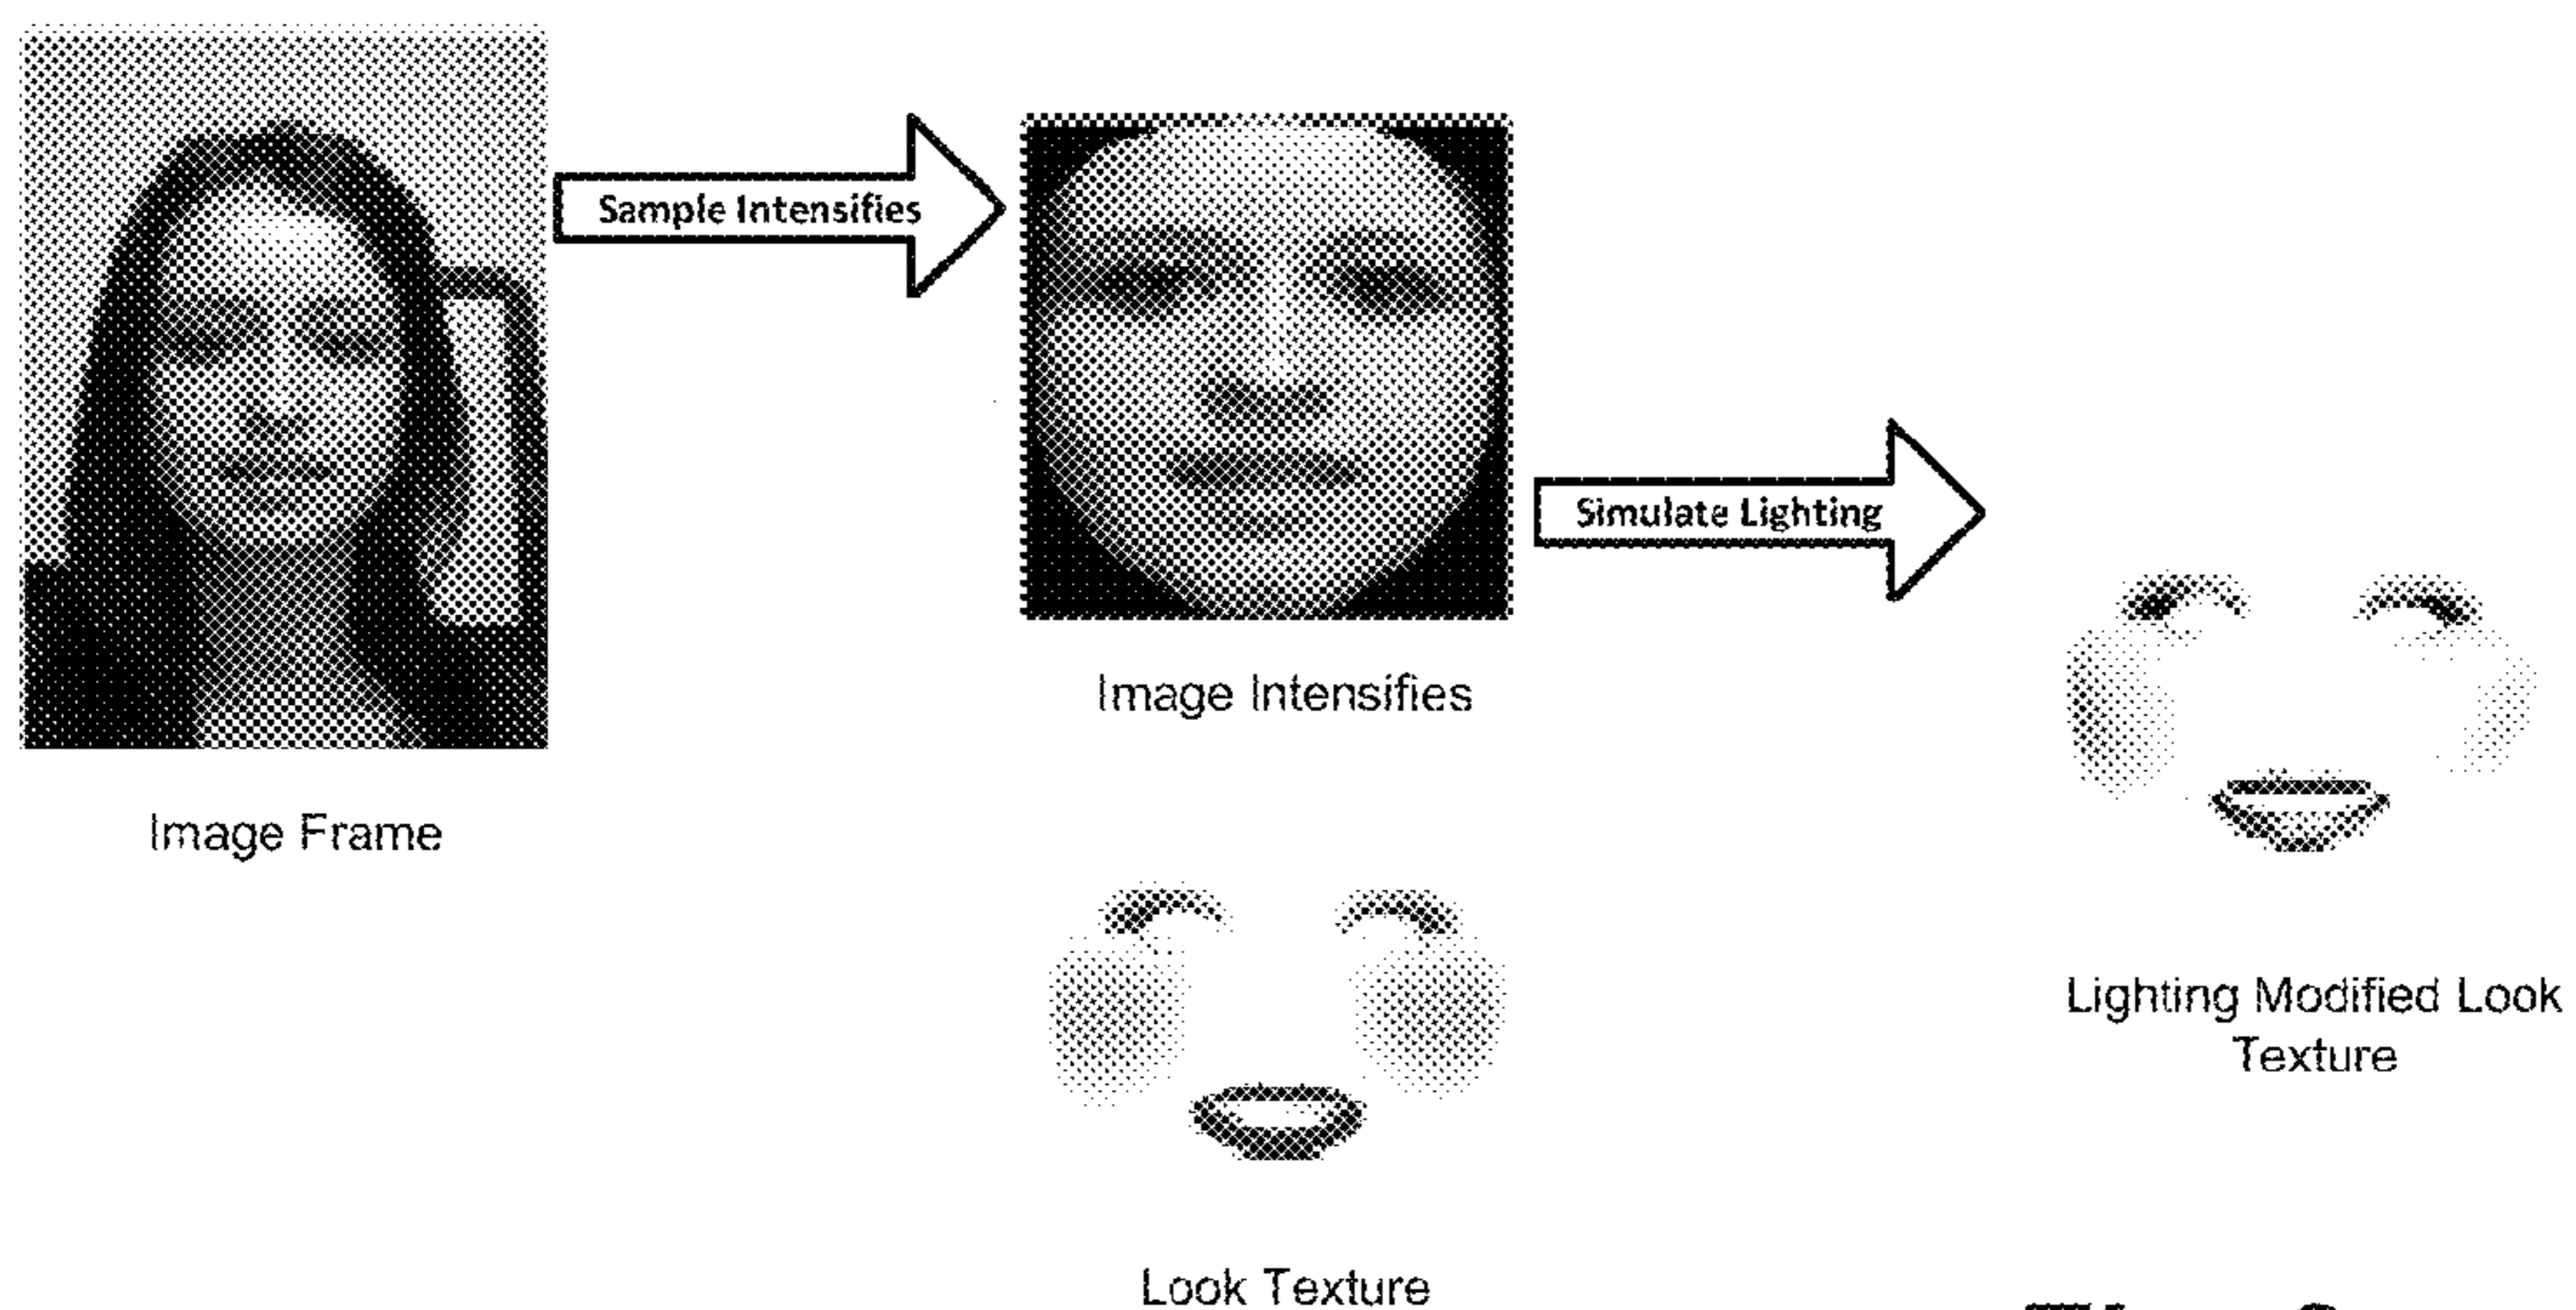 Sample Intensifies
Simulate Lighting
Image Intensifies
Image Frame
Lighting Modified Look
Texture
Look Texture